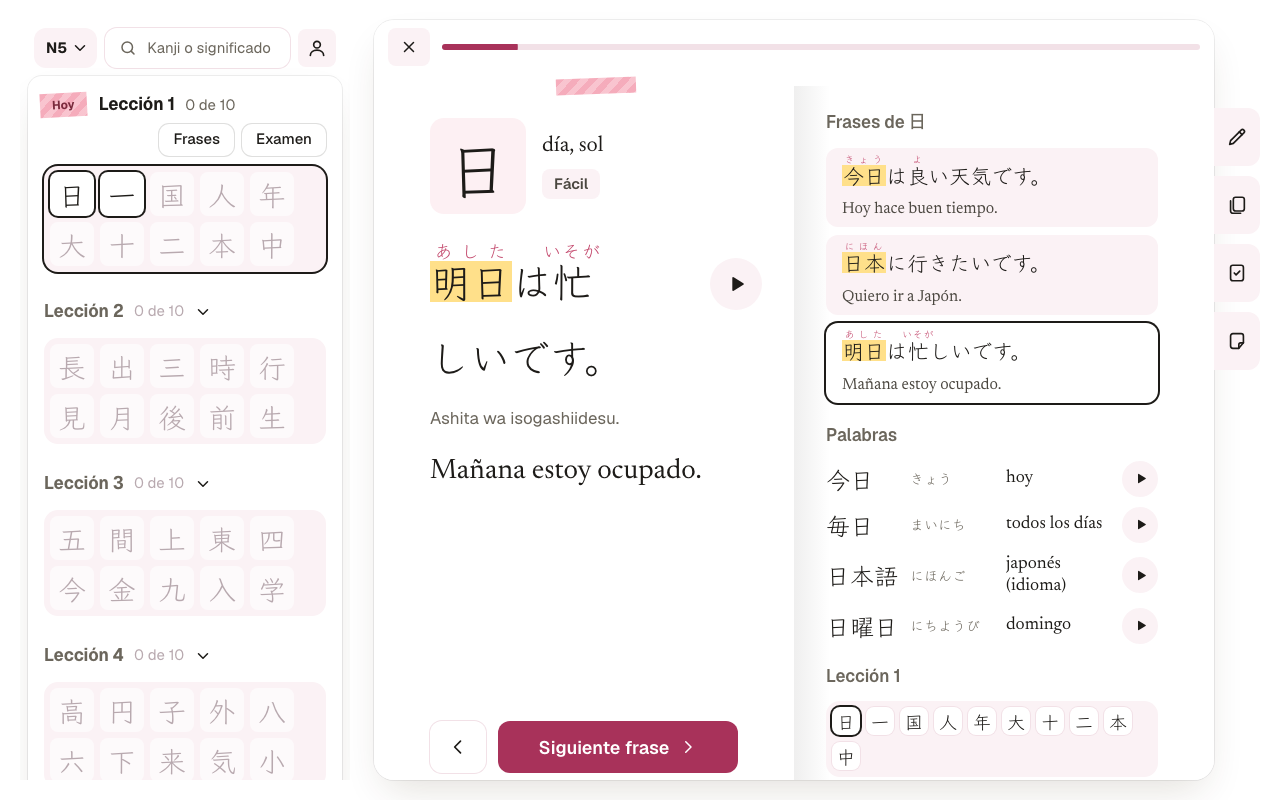 N5
Kanji o significado
Hoy
Lección 1 0 de 10
Frases
Examen
日 一 国 人 年
大 十 二 本 中
Lección 2 0 de 10
長 出 三 時 行
見 月 後 前 生
Lección 3 0 de 10
五 間 上 東 四
今 金 九 入 学
Lección 4 0 de 10
高 円 子 外 八
六 下 来 気 小
日
día, sol
Fácil
あした いそが
明日は忙
しいです。
Ashita wa isogashiidesu.
Mañana estoy ocupado.
Siguiente frase
Frases de 日
きょう よ
今日は良い天気です。
Hoy hace buen tiempo.
にほん
日本に行きたいです。
Quiero ir a Japón.
あした いそが
明日は忙しいです。
Mañana estoy ocupado.
Palabras
今日 きょう hoy
毎日 まいにち todos los días
日本語 にほんご japonés
(idioma)
日曜日 にちようび domingo
Lección 1
日 一 国 人 年 大 十 二 本
中